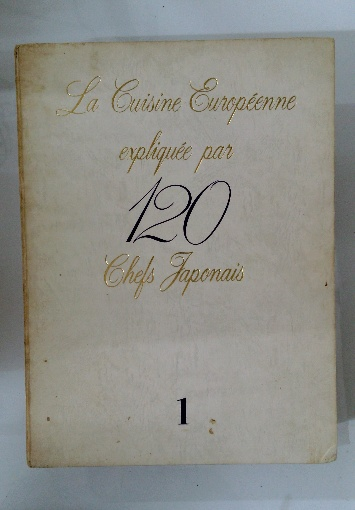 La Cuisine Européenne
expliquée par
120
Chefs Japonais
1